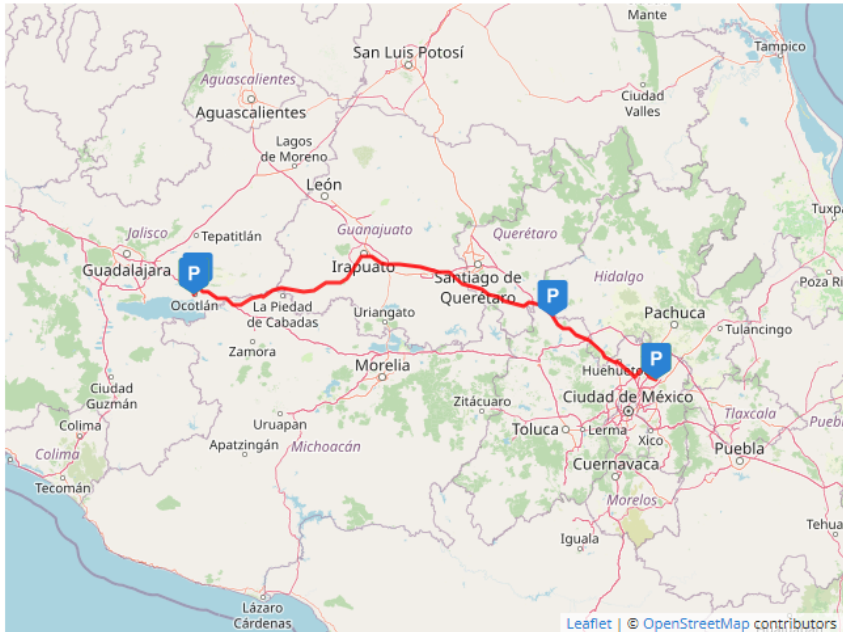 Mante
San Luis Potosí
Tampico
Aguascalientes
Ciudad
Valles
Aguascalientes
Lagos
de Moreno
León
Jalisco
Tepatitlán
Guanajuato
Querétaro
Tuxpa
Guadalajara
P
Irapuato
Santiago de
Querétaro
Hidalgo
Poza Ri
Ocotlán
La Piedad
de Cabadas
P
Uriangato
Pachuca
Tulancingo
Zamora
Morelia
Huehueto
P
Ciudad
Guzmán
Zitácuaro
Ciudad de México
Tlaxcala
Colima
Uruapan
Toluca
Lerma
Xico
Puebla
Pueb
Colima
Apatzingán
Michoacán
Cuernavaca
Tecomán
Morelos
Iguala
Tehua
Lázaro
Cárdenas
Leaflet | © OpenStreetMap contributors